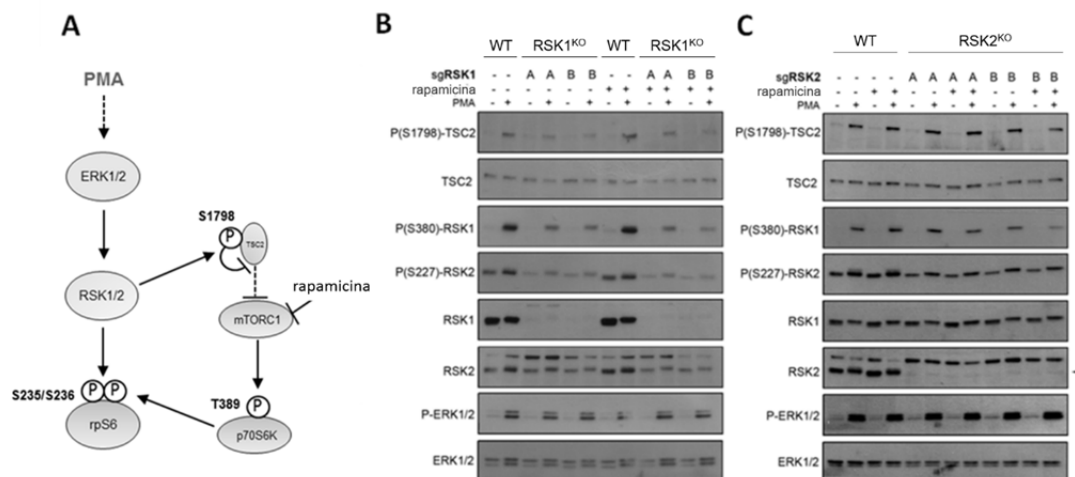 A
PMA
ERK1/2
S1798
P
TSC2
RSK1/2
rapamicina
mTORC1
S235/S236
P P
rpS6
T389
P
p70S6K
B
WT RSK1KO WT RSK1KO
sgRSK1 - - A A B B - - A A B B
rapamicina - - - - - - + + + + + +
PMA - + - + - + - + - + - +
P(S1798)-TSC2
TSC2
P(S380)-RSK1
P(S227)-RSK2
RSK1
RSK2
P-ERK1/2
ERK1/2
C
WT RSK2KO
sgRSK2 - - - - A A A A B B B B
rapamicina - - + + - - + + - - + +
PMA - + - + - + - + - + - +
P(S1798)-TSC2
TSC2
P(S380)-RSK1
P(S227)-RSK2
RSK1
RSK2
P-ERK1/2
ERK1/2